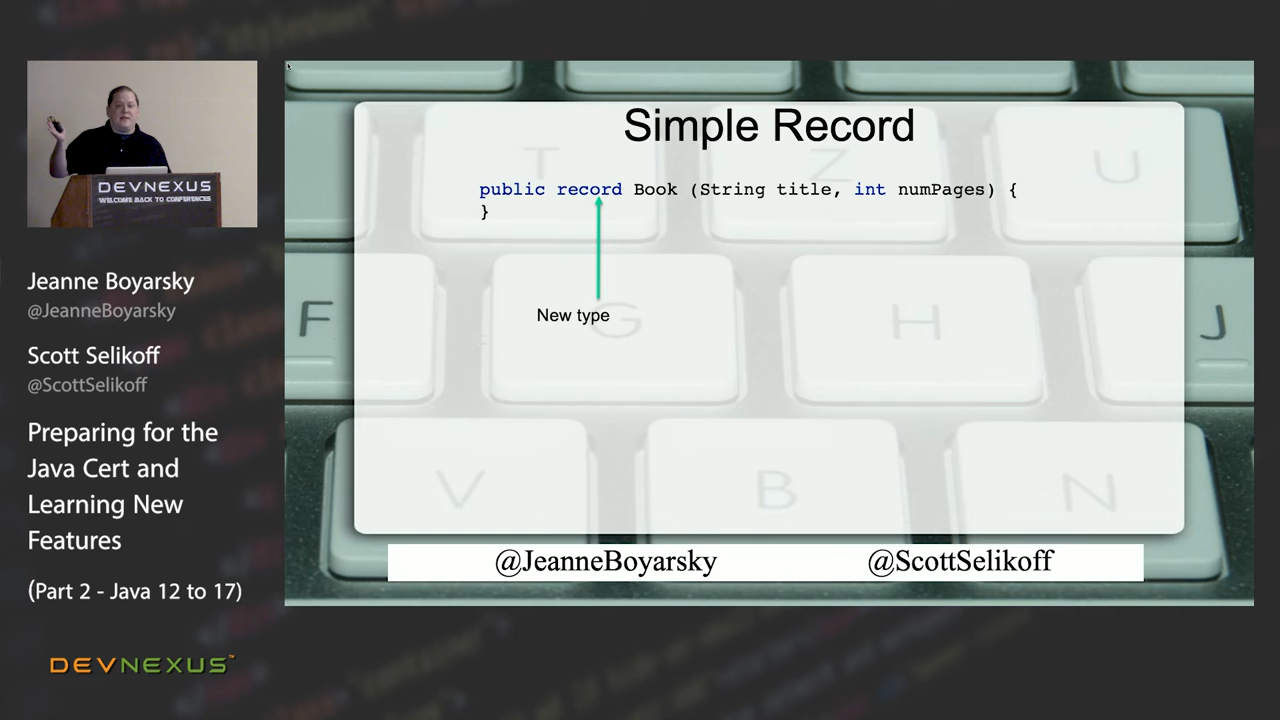 DEVNEXUS
WELCOME BACK TO CONFERENCES
Jeanne Boyarsky
@JeanneBoyarsky
Scott Selikoff
@ScottSelikoff
Preparing for the
Java Cert and
Learning New
Features
(Part 2 - Java 12 to 17)
DEVNEXUS™
Simple Record
public record Book (String title, int numPages) {
}
New type
T
Z
U
F
G
H
J
V
B
N
@JeanneBoyarsky @ScottSelikoff